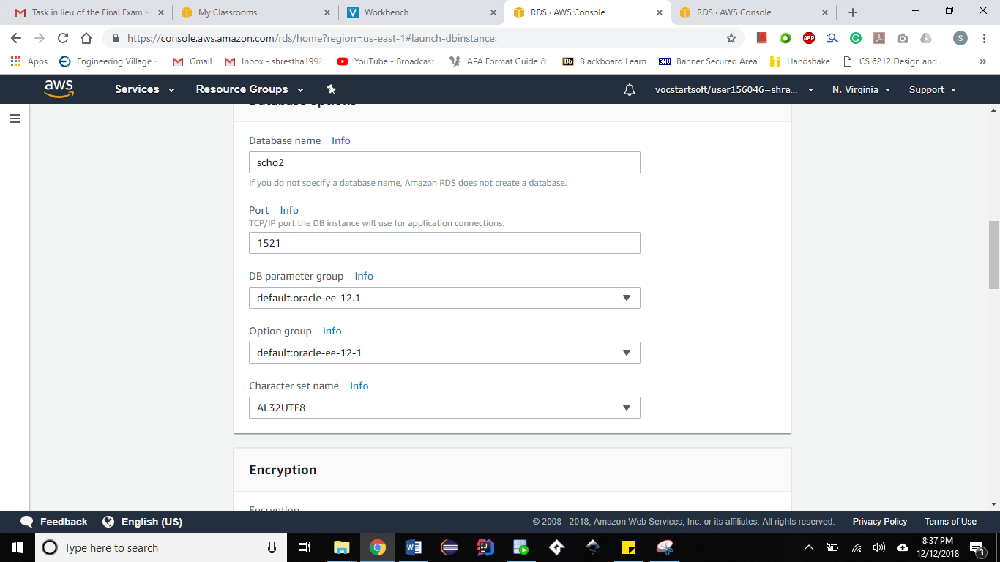 Task in lieu of the Final Exam -
My Classrooms
Workbench
RDS · AWS Console
RDS · AWS Console
https://console.aws.amazon.com/rds/home?region=us-east-1#launch-dbinstance:
ABP
S
Apps
Engineering Village -
Gmail
Inbox - shrestha1992
YouTube - Broadcast
APA Format Guide &
Bb
Blackboard Learn
GWU
Banner Secured Area
Handshake
CS 6212 Design and
aws
Services
Resource Groups
vocstartsoft/user156046=shre...
N. Virginia
Support
Database options
Database name Info
scho2
If you do not specify a database name, Amazon RDS does not create a database.
Port Info
TCP/IP port the DB instance will use for application connections.
1521
DB parameter group Info
default.oracle-ee-12.1
Option group Info
default:oracle-ee-12-1
Character set name Info
AL32UTF8
Encryption
Encryption
Feedback
English (US)
© 2008 - 2018, Amazon Web Services, Inc. or its affiliates. All rights reserved.
Privacy Policy
Terms of Use
Type here to search
8:37 PM
12/12/2018
3